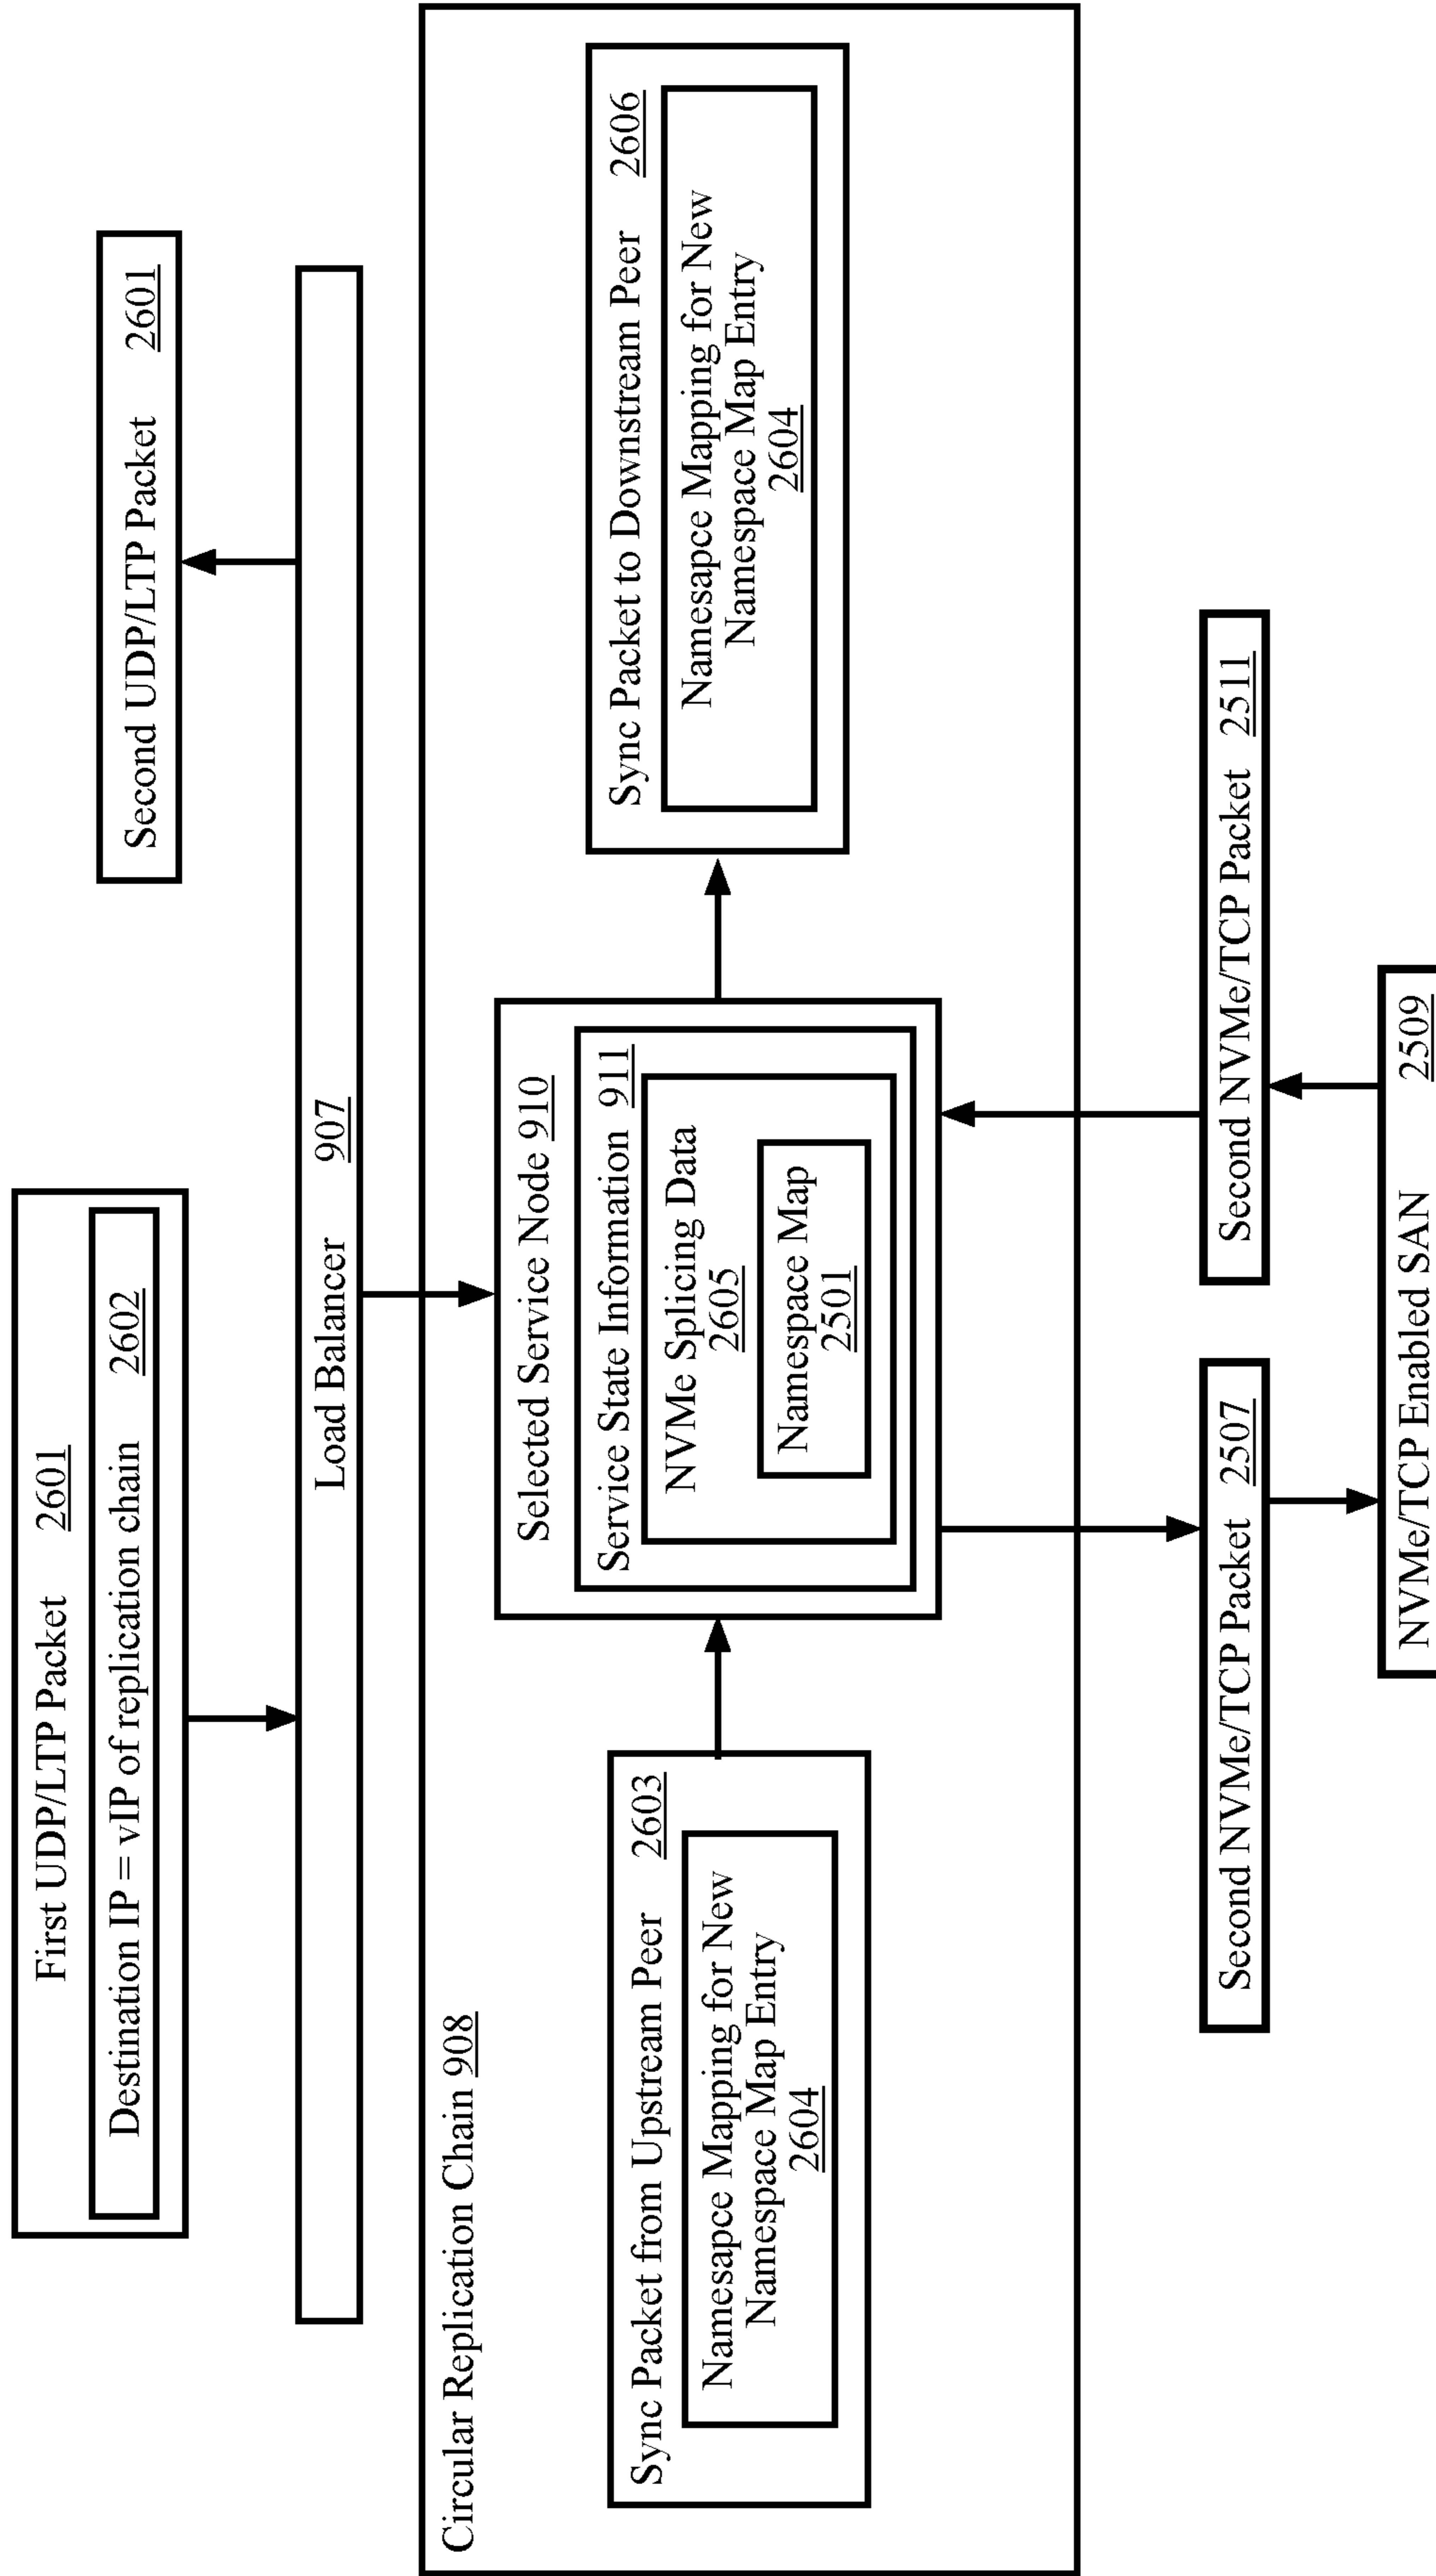 First UDP/LTP Packet 2601
Destination IP = vIP of replication chain 2602
Second UDP/LTP Packet 2601
Load Balancer 907
Circular Replication Chain 908
Sync Packet from Upstream Peer 2603
Namesapce Mapping for New
Namespace Map Entry
2604
Selected Service Node 910
Service State Information 911
NVMe Splicing Data
2605
Namespace Map
2501
Sync Packet to Downstream Peer 2606
Namesapce Mapping for New
Namespace Map Entry
2604
Second NVMe/TCP Packet 2507
Second NVMe/TCP Packet 2511
NVMe/TCP Enabled SAN 2509